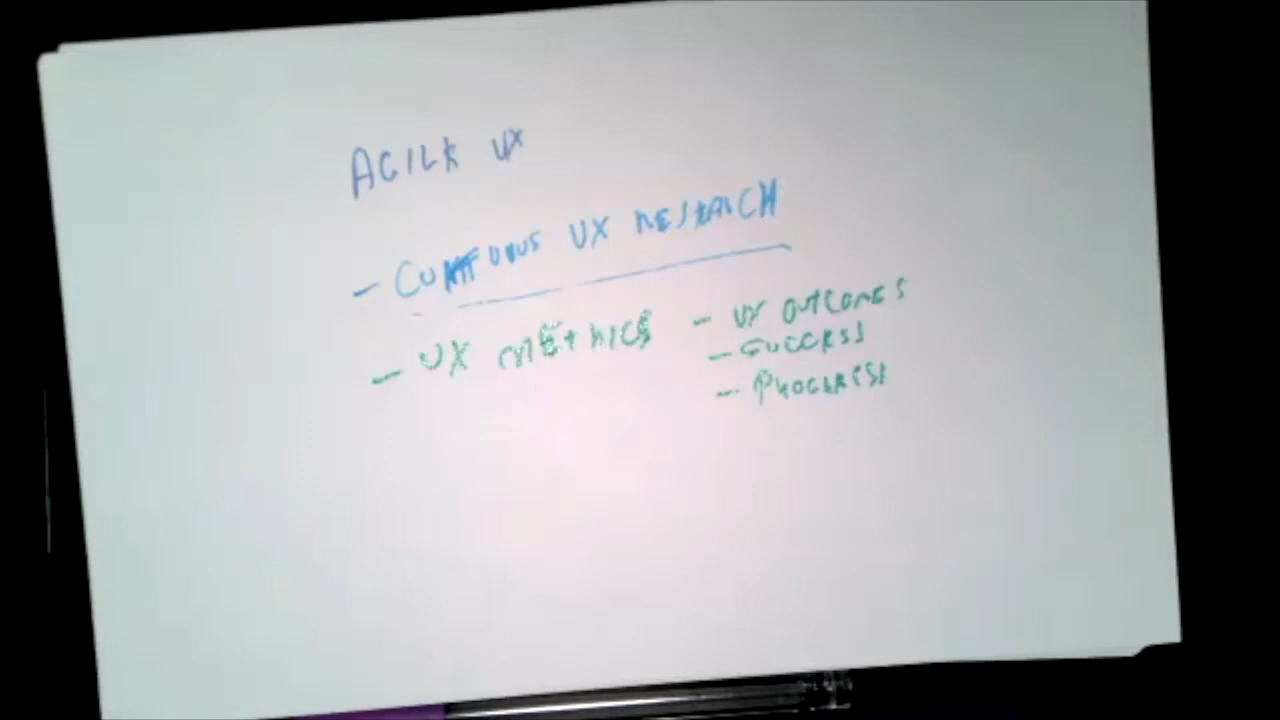 AGILE UX
- CONTINUOUS UX RESEARCH
- UX METRICS - UX OUTCOMES
- SUCCESS
- PROGRESS